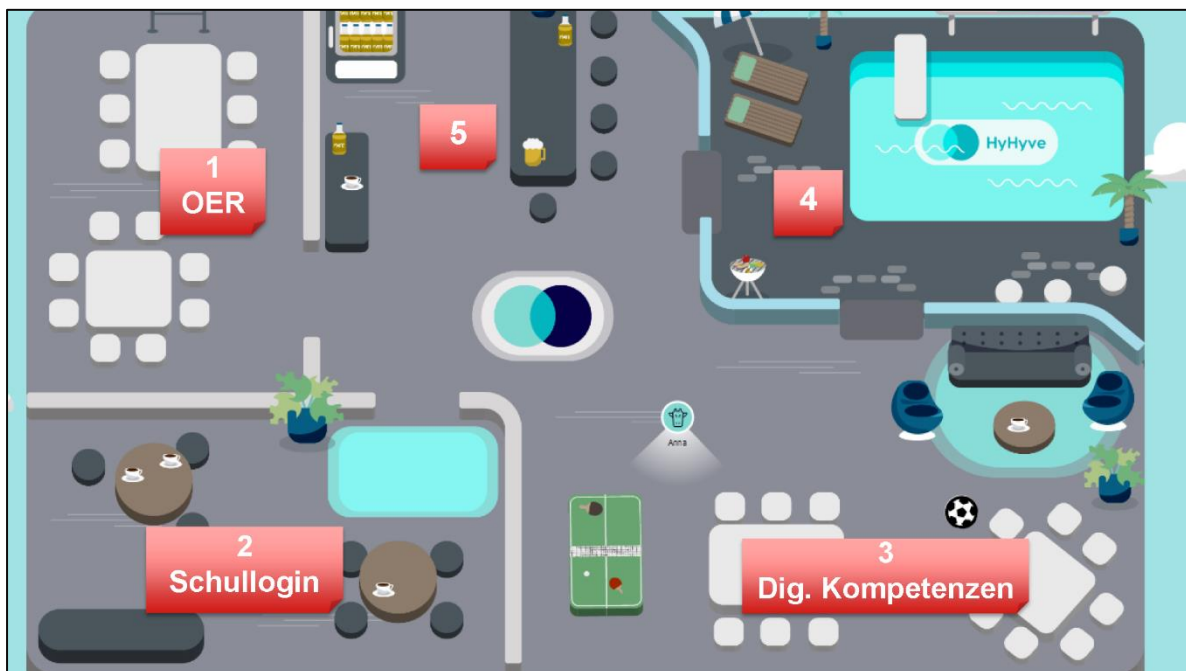 5
HyHyve
1
OER
4
Anna
2
Schullogin
3
Dig. Kompetenzen